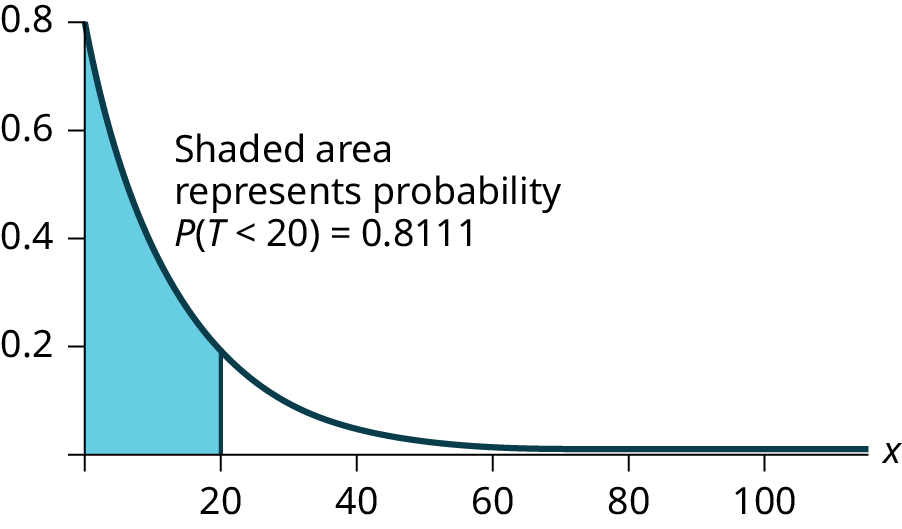 0.8
0.6
Shaded area
represents probability
P(T < 20) = 0.8111
0.4
0.2
x
20 40 60 80 100